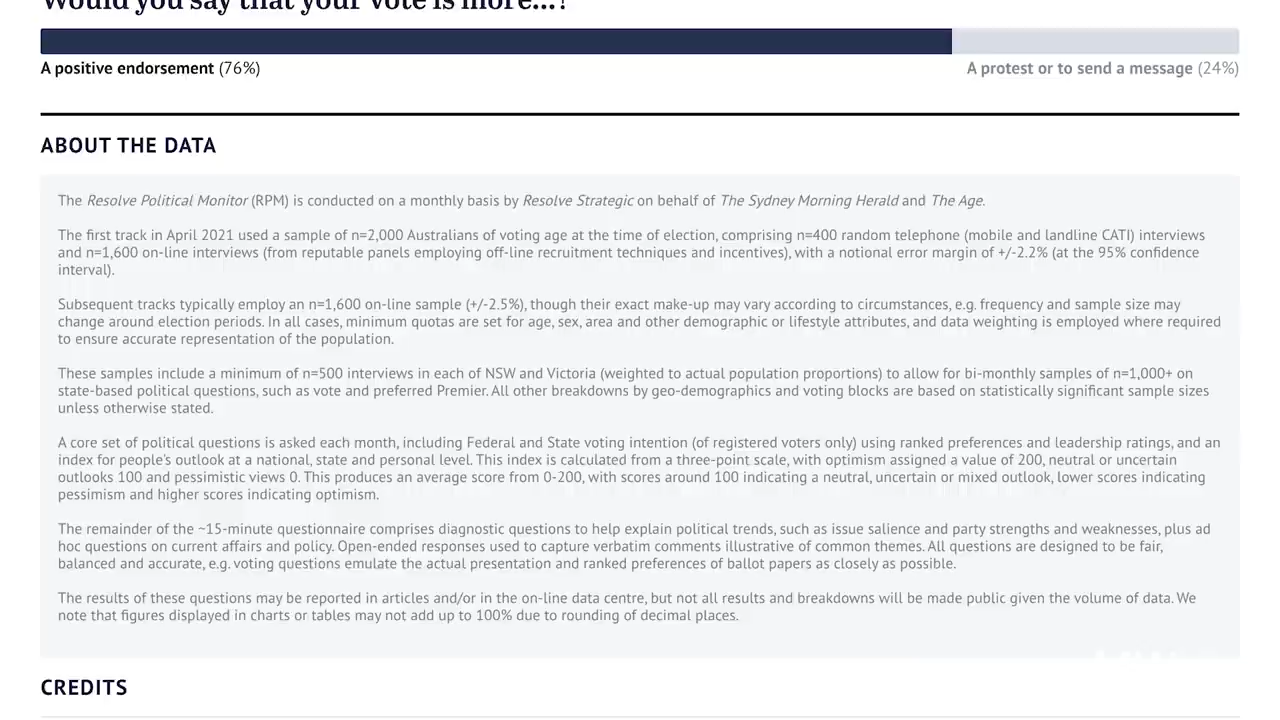 Would you say that your vote is more...?
A positive endorsement (76%)
A protest or to send a message (24%)
ABOUT THE DATA
The Resolve Political Monitor (RPM) is conducted on a monthly basis by Resolve Strategic on behalf of The Sydney Morning Herald and The Age.
The first track in April 2021 used a sample of n=2,000 Australians of voting age at the time of election, comprising n=400 random telephone (mobile and landline CATI) interviews
and n=1,600 on-line interviews (from reputable panels employing off-line recruitment techniques and incentives), with a notional error margin of +/-2.2% (at the 95% confidence
interval).
Subsequent tracks typically employ an n=1,600 on-line sample (+/-2.5%), though their exact make-up may vary according to circumstances, e.g. frequency and sample size may
change around election periods. In all cases, minimum quotas are set for age, sex, area and other demographic or lifestyle attributes, and data weighting is employed where required
to ensure accurate representation of the population.
These samples include a minimum of n=500 interviews in each of NSW and Victoria (weighted to actual population proportions) to allow for bi-monthly samples of n=1,000+ on
state-based political questions, such as vote and preferred Premier. All other breakdowns by geo-demographics and voting blocks are based on statistically significant sample sizes
unless otherwise stated.
A core set of political questions is asked each month, including Federal and State voting intention (of registered voters only) using ranked preferences and leadership ratings, and an
index for people's outlook at a national, state and personal level. This index is calculated from a three-point scale, with optimism assigned a value of 200, neutral or uncertain
outlooks 100 and pessimistic views 0. This produces an average score from 0-200, with scores around 100 indicating a neutral, uncertain or mixed outlook, lower scores indicating
pessimism and higher scores indicating optimism.
The remainder of the ~15-minute questionnaire comprises diagnostic questions to help explain political trends, such as issue salience and party strengths and weaknesses, plus ad
hoc questions on current affairs and policy. Open-ended responses used to capture verbatim comments illustrative of common themes. All questions are designed to be fair,
balanced and accurate, e.g. voting questions emulate the actual presentation and ranked preferences of ballot papers as closely as possible.
The results of these questions may be reported in articles and/or in the on-line data centre, but not all results and breakdowns will be made public given the volume of data. We
note that figures displayed in charts or tables may not add up to 100% due to rounding of decimal places.
CREDITS